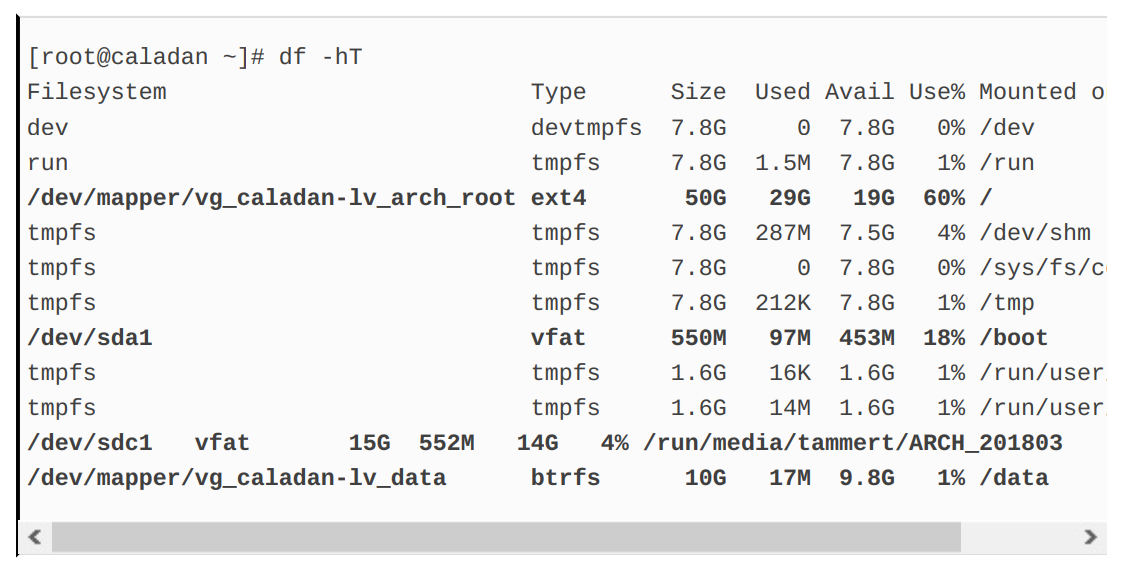 [root@caladan ~]# df -hT
Filesystem                          Type      Size  Used Avail Use% Mounted o
dev                                 devtmpfs  7.8G     0  7.8G   0% /dev
run                                 tmpfs     7.8G  1.5M  7.8G   1% /run
/dev/mapper/vg_caladan-lv_arch_root ext4       50G   29G   19G  60% /
tmpfs                               tmpfs     7.8G  287M  7.5G   4% /dev/shm
tmpfs                               tmpfs     7.8G     0  7.8G   0% /sys/fs/c
tmpfs                               tmpfs     7.8G  212K  7.8G   1% /tmp
/dev/sda1                           vfat      550M   97M  453M  18% /boot
tmpfs                               tmpfs     1.6G   16K  1.6G   1% /run/user
tmpfs                               tmpfs     1.6G   14M  1.6G   1% /run/user
/dev/sdc1   vfat       15G  552M   14G   4% /run/media/tammert/ARCH_201803
/dev/mapper/vg_caladan-lv_data      btrfs      10G   17M  9.8G   1% /data